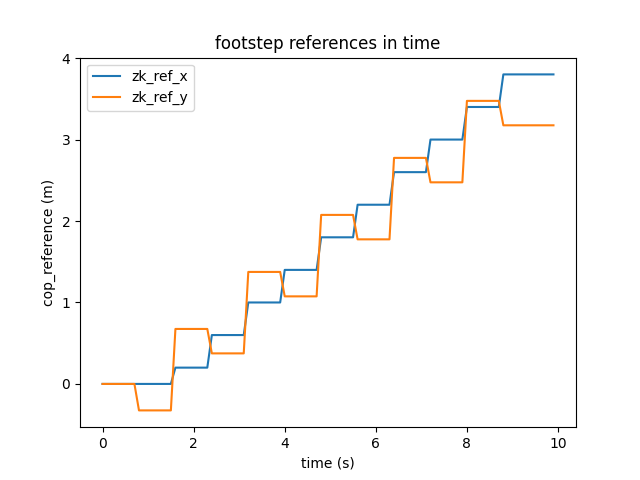 footstep references in time
zk_ref_x
zk_ref_y
cop_reference (m)
4
3
2
1
0
0 2 4 6 8 10
time (s)